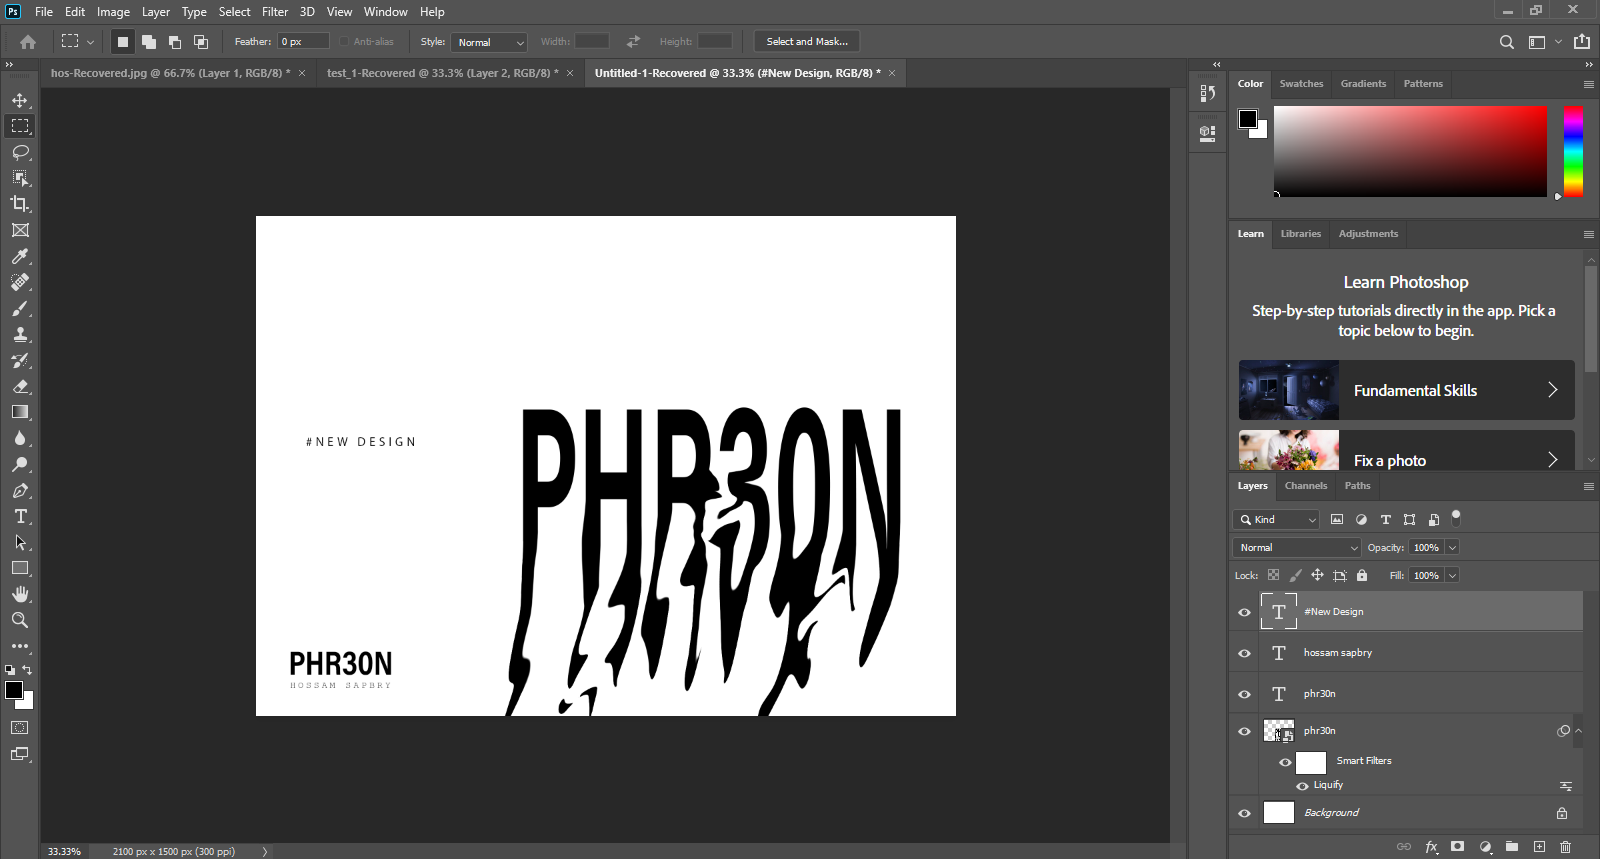 Ps File Edit Image Layer Type Select Filter 3D View Window Help
Feather: 0 px Anti-alias Style: Normal Width: Height: Select and Mask...
hos-Recovered.jpg @ 66.7% (Layer 1, RGB/8) * × test_1-Recovered @ 33.3% (Layer 2, RGB/8) * × Untitled-1-Recovered @ 33.3% (#New Design, RGB/8) * ×
#NEW DESIGN
PHR30N
PHR30N
HOSSAM SAPBRY
33.33% 2100 px x 1500 px (300 ppi)
Color Swatches Gradients Patterns
Learn Libraries Adjustments
Learn Photoshop
Step-by-step tutorials directly in the app. Pick a
topic below to begin.
Fundamental Skills
Fix a photo
Layers Channels Paths
Kind
Normal Opacity: 100%
Lock: Fill: 100%
#New Design
hossam sapbry
phr30n
phr30n
Smart Filters
Liquify
Background
fx